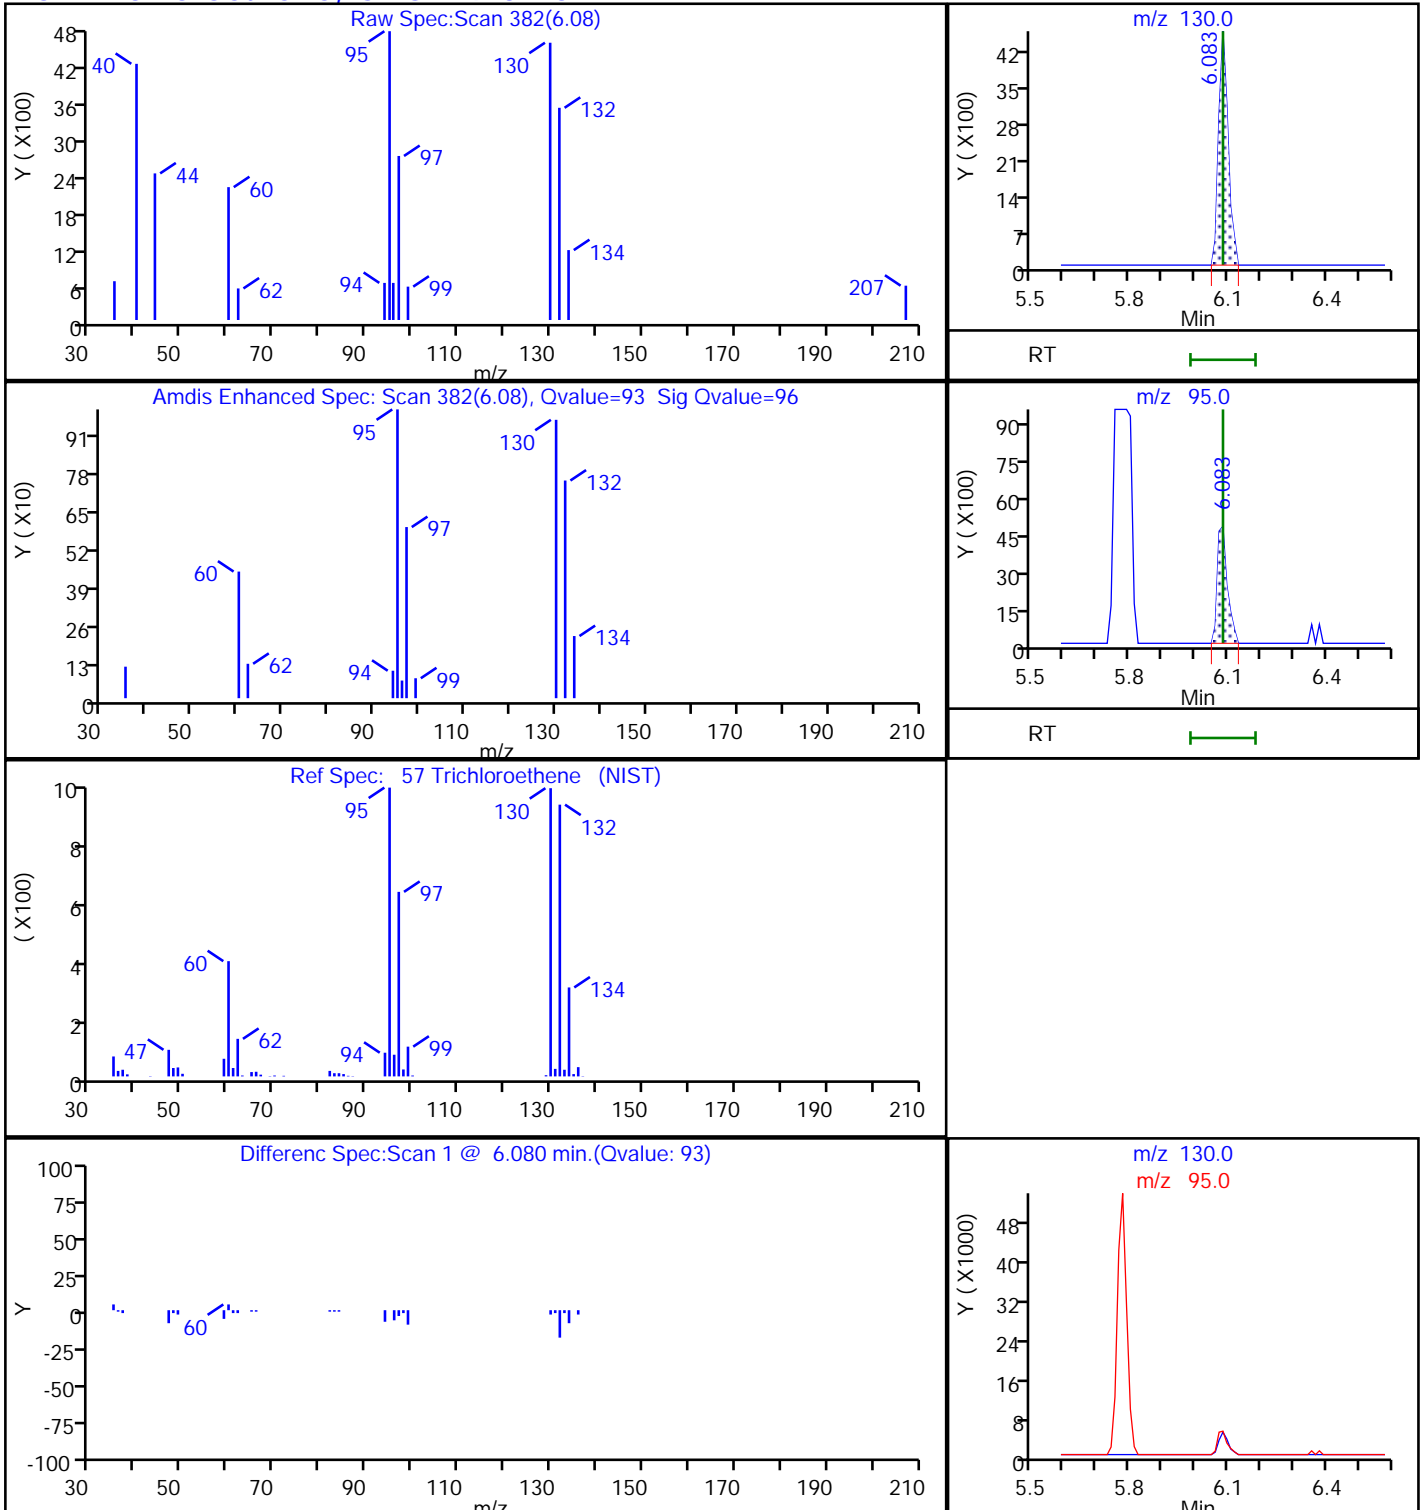 Raw Spec:Scan 382(6.08)
Y ( X100)
48
42
36
30
24
18
12
6
0
40
44
60
62
94
95
97
99
130
132
134
207
30 50 70 90 110 130 150 170 190 210
m/z
m/z 130.0
Y ( X100)
42
35
28
21
14
7
0
6.083
5.5 5.8 6.1 6.4
Min
RT
Amdis Enhanced Spec: Scan 382(6.08), Qvalue=93 Sig Qvalue=96
Y ( X10)
91
78
65
52
39
26
13
0
60
62
94
95
97
99
130
132
134
30 50 70 90 110 130 150 170 190 210
m/z
m/z 95.0
Y ( X100)
90
75
60
45
30
15
0
6.083
5.5 5.8 6.1 6.4
Min
RT
Ref Spec: 57 Trichloroethene (NIST)
( X100)
10
8
6
4
2
0
47
60
62
94
95
97
99
130
132
134
30 50 70 90 110 130 150 170 190 210
Differenc Spec:Scan 1 @ 6.080 min.(Qvalue: 93)
Y
100
75
50
25
0
-25
-50
-75
-100
60
30 50 70 90 110 130 150 170 190 210
m/z
m/z 130.0
m/z 95.0
Y ( X1000)
48
40
32
24
16
8
0
5.5 5.8 6.1 6.4
Min